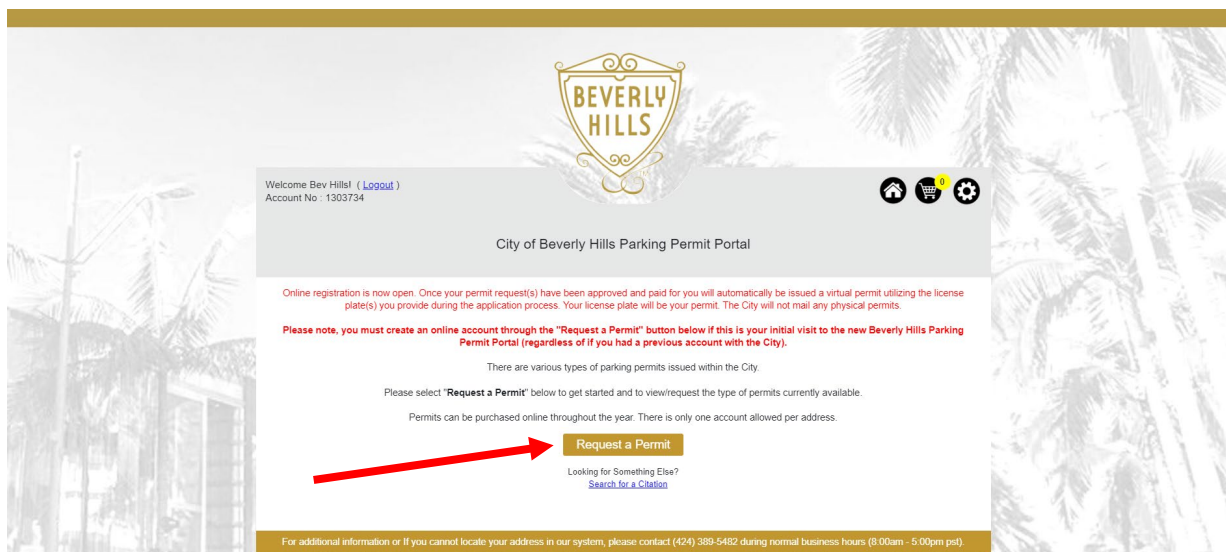 BEVERLY
HILLS
Welcome Bev Hills! ( Logout )
Account No : 1303734
0
City of Beverly Hills Parking Permit Portal
Online registration is now open. Once your permit request(s) have been approved and paid for you will automatically be issued a virtual permit utilizing the license
plate(s) you provide during the application process. Your license plate will be your permit. The City will not mail any physical permits.
Please note, you must create an online account through the "Request a Permit" button below if this is your initial visit to the new Beverly Hills Parking
Permit Portal (regardless of if you had a previous account with the City).
There are various types of parking permits issued within the City.
Please select "Request a Permit" below to get started and to view/request the type of permits currently available.
Permits can be purchased online throughout the year. There is only one account allowed per address.
Request a Permit
Looking for Something Else?
Search for a Citation
For additional information or If you cannot locate your address in our system, please contact (424) 389-5482 during normal business hours (8:00am - 5:00pm pst).